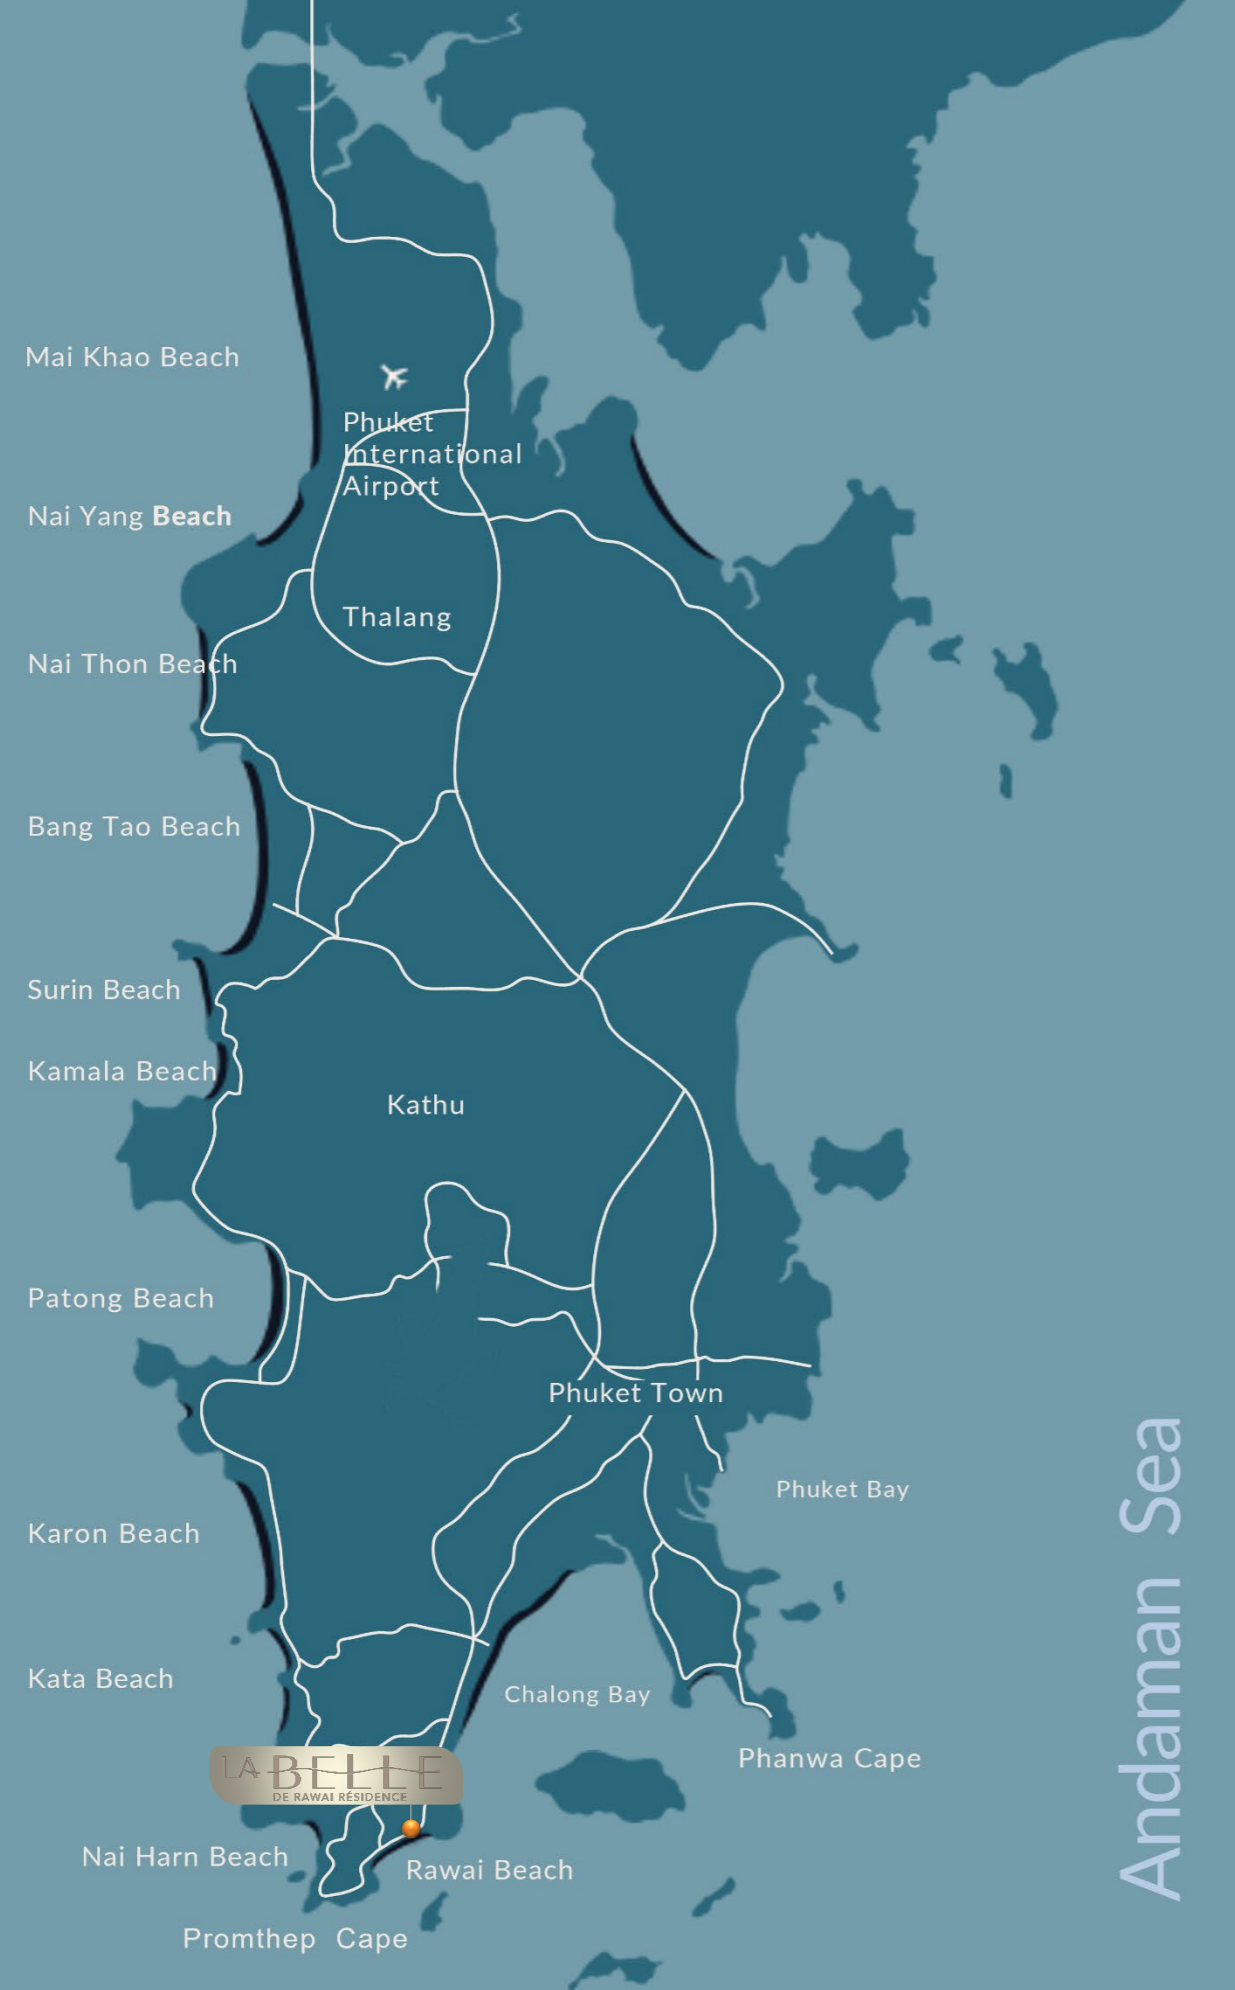 Mai Khao Beach
Phuket
International
Airport
Nai Yang Beach
Thalang
Nai Thon Beach
Bang Tao Beach
Surin Beach
Kamala Beach
Kathu
Patong Beach
Phuket Town
Phuket Bay
Karon Beach
Kata Beach
Chalong Bay
Phanwa Cape
LA BELLE
DE RAWAI RÉSIDENCE
Nai Harn Beach
Rawai Beach
Promthep Cape
Andaman Sea